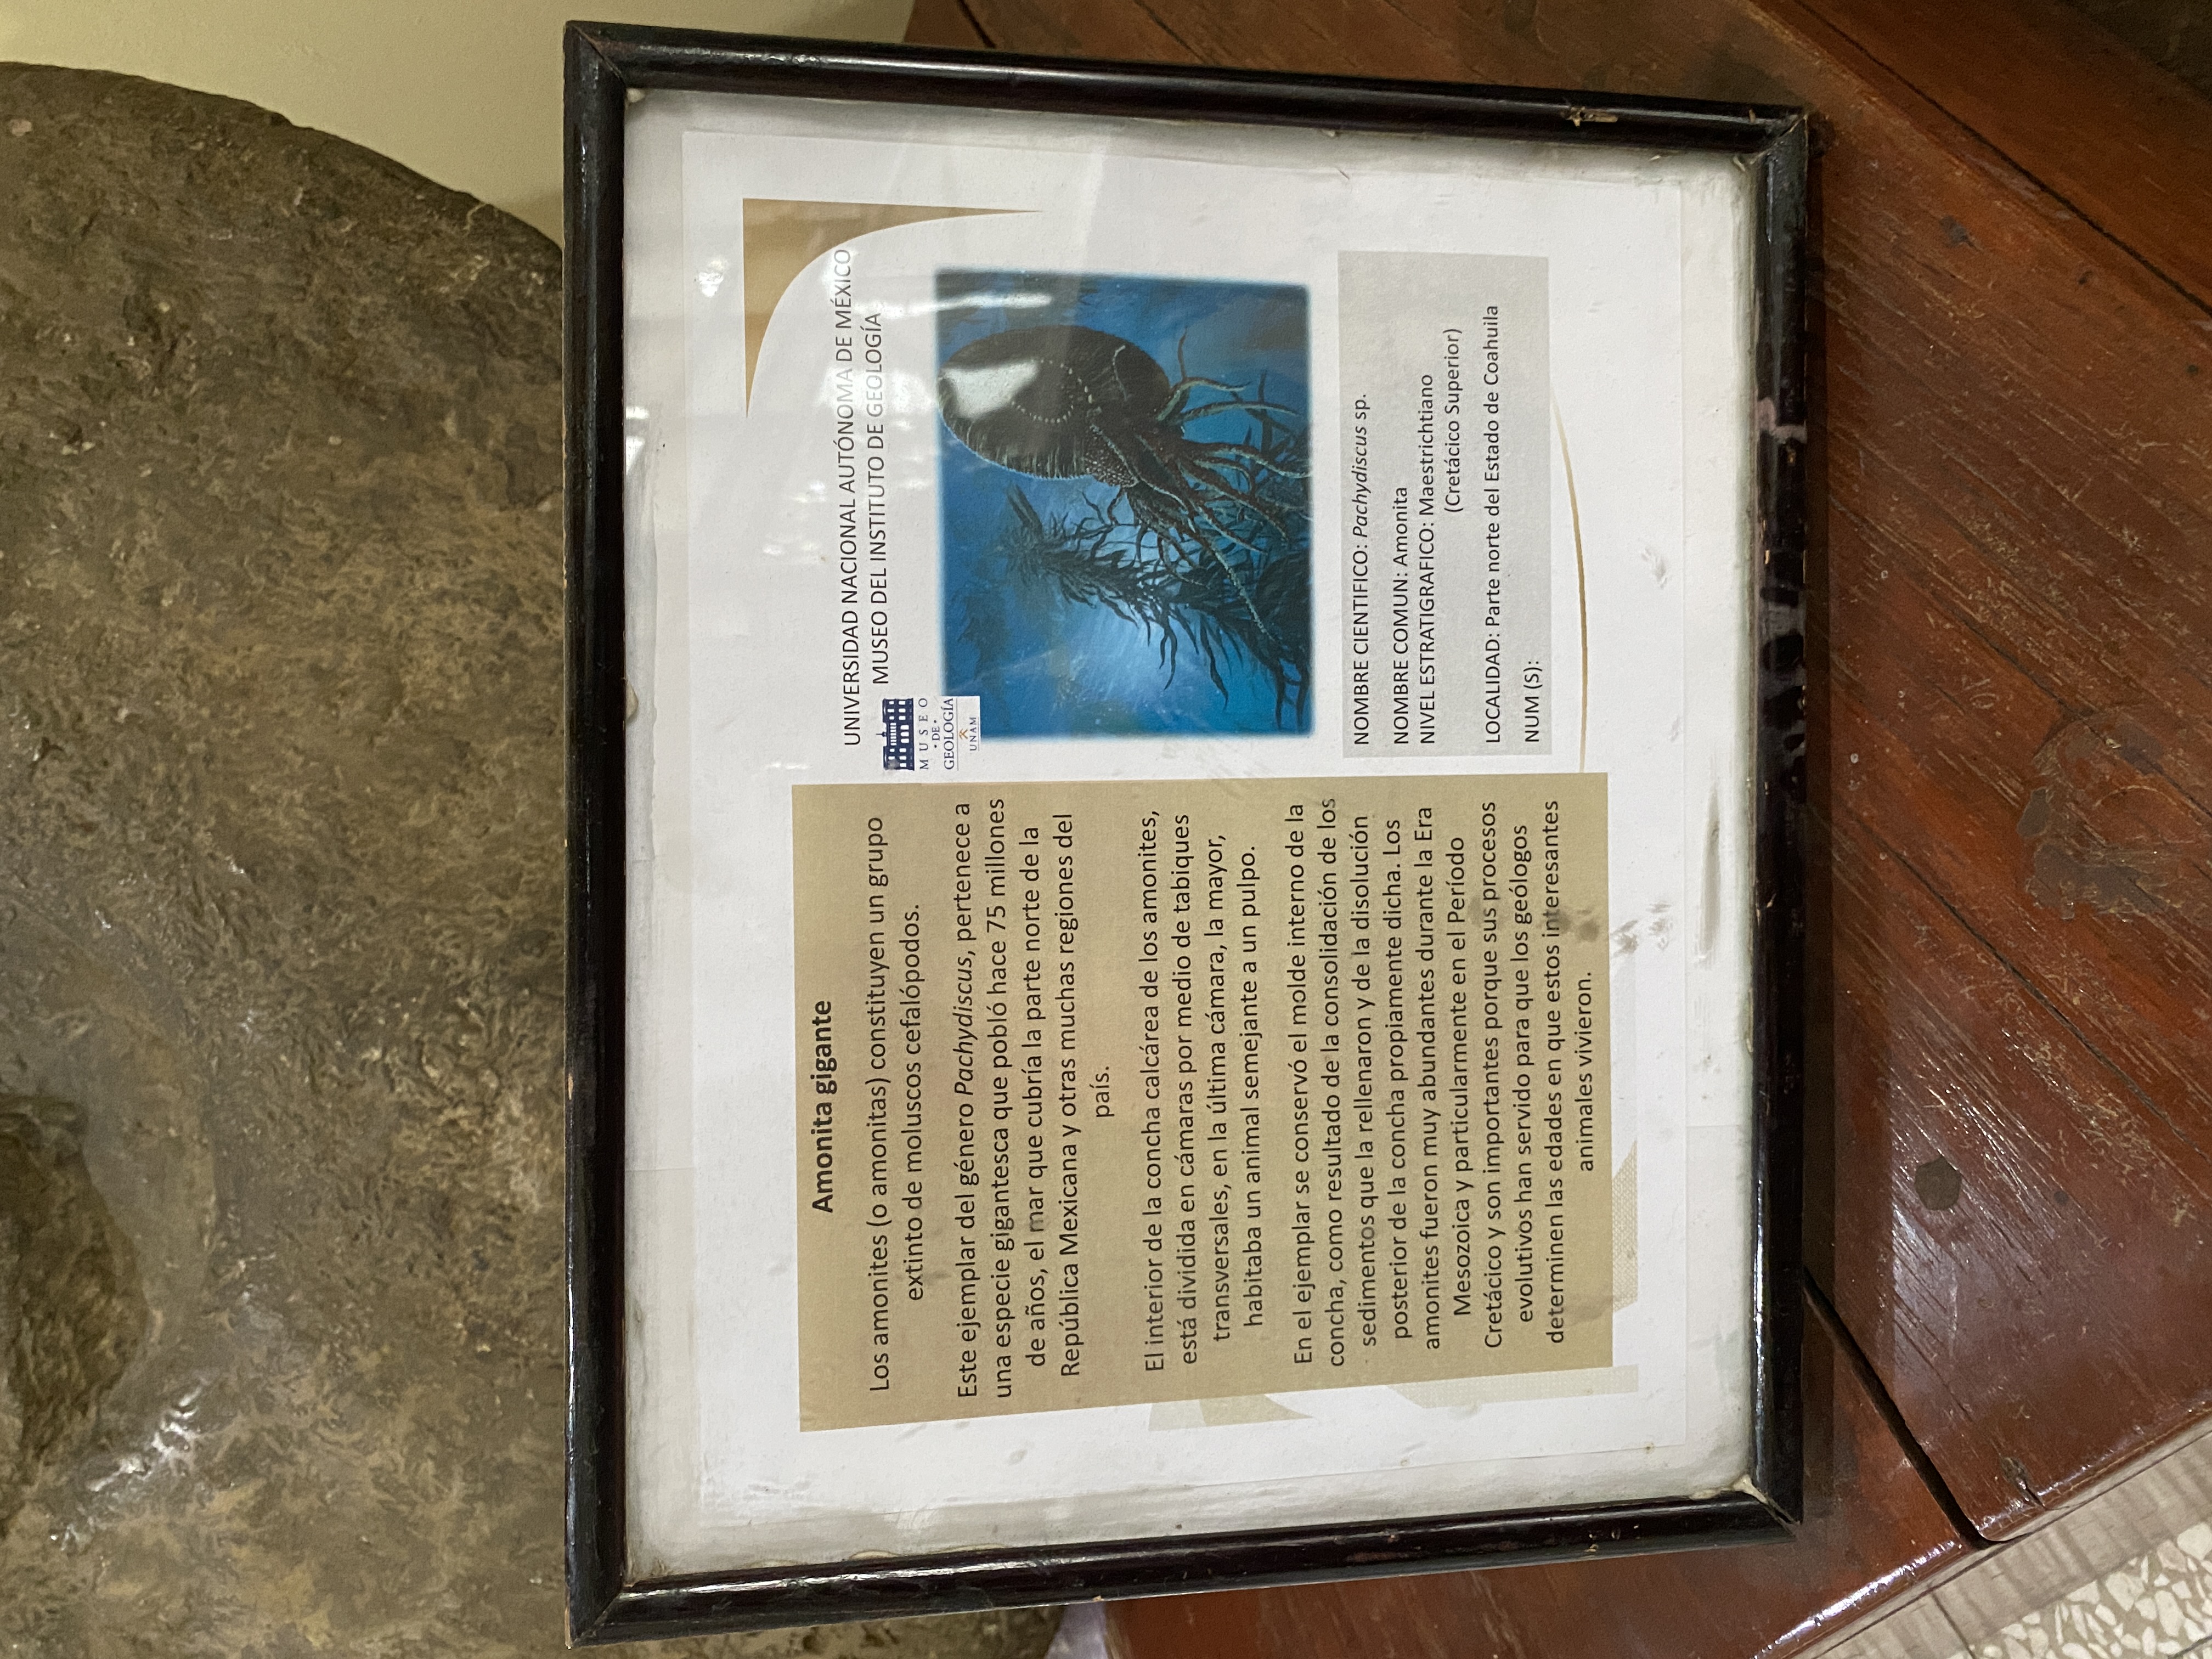 Amonita gigante
Los amonites (o amonitas) constituyen un grupo
extinto de moluscos cefalópodos.
Este ejemplar del género Pachydiscus, pertenece a
una especie gigantesca que pobló hace 75 millones
de años, el mar que cubría la parte norte de la
República Mexicana y otras muchas regiones del
país.
El interior de la concha calcárea de los amonites,
está dividida en cámaras por medio de tabiques
transversales, en la última cámara, la mayor,
habitaba un animal semejante a un pulpo.
En el ejemplar se conservó el molde interno de la
concha, como resultado de la consolidación de los
sedimentos que la rellenaron y de la disolución
posterior de la concha propiamente dicha. Los
amonites fueron muy abundantes durante la Era
Mesozoica y particularmente en el Período
Cretácico y son importantes porque sus procesos
evolutivos han servido para que los geólogos
determinen las edades en que estos interesantes
animales vivieron.
UNIVERSIDAD NACIONAL AUTÓNOMA DE MÉXICO
MUSEO DEL INSTITUTO DE GEOLOGÍA
MUSEO
• DE •
GEOLOGÍA
UNAM
NOMBRE CIENTIFICO: Pachydiscus sp.
NOMBRE COMUN: Amonita
NIVEL ESTRATIGRAFICO: Maestrichtiano
(Cretácico Superior)
LOCALIDAD: Parte norte del Estado de Coahuila
NUM (S):